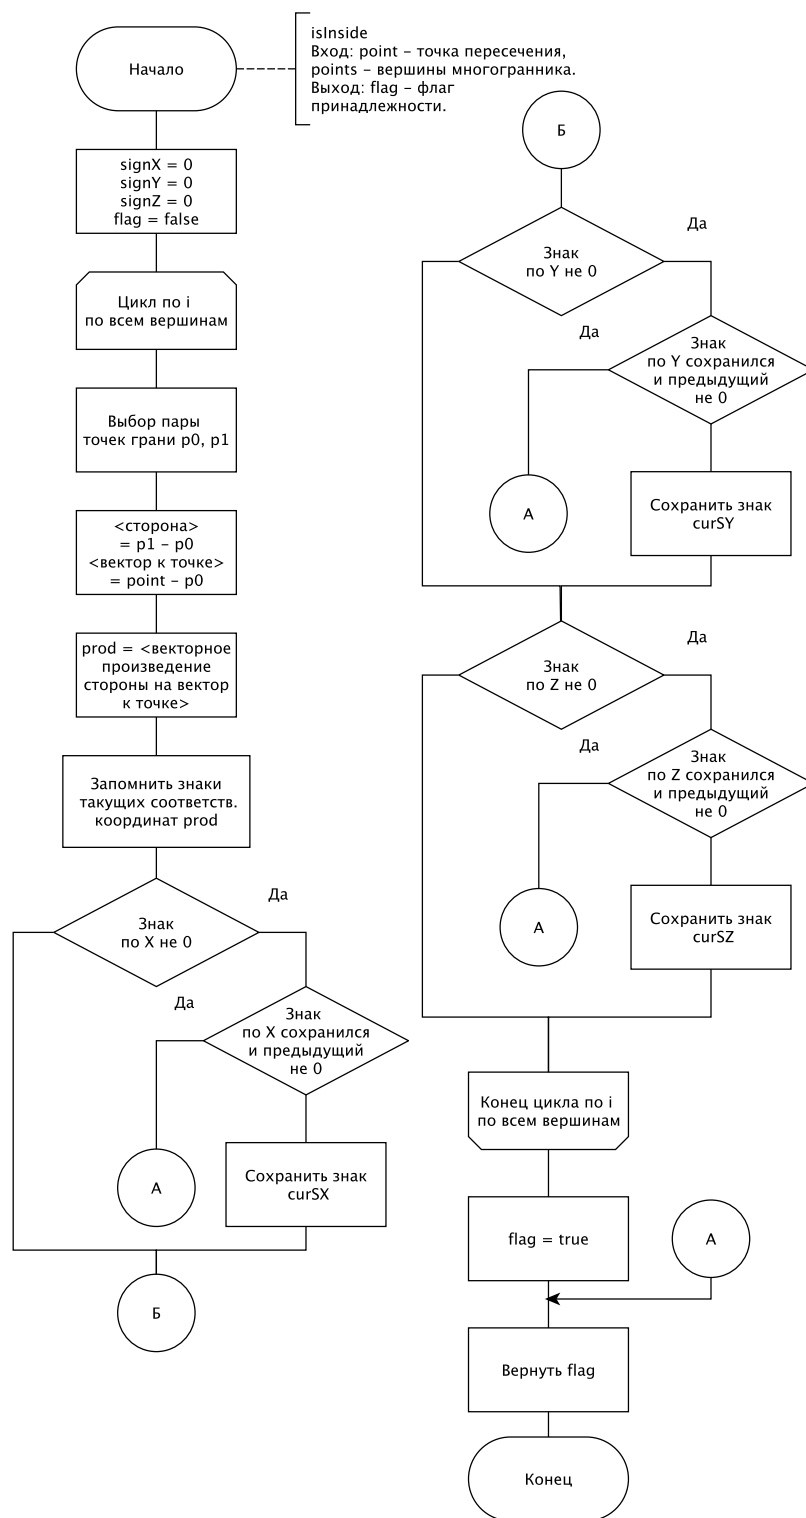 Начало
isInside
Вход: point – точка пересечения,
points – вершины многогранника.
Выход: flag – флаг
принадлежности.
signX = 0
signY = 0
signZ = 0
flag = false
Цикл по i
по всем вершинам
Выбор пары
точек грани p0, p1
<сторона>
= p1 – p0
<вектор к точке>
= point – p0
prod = <векторное
произведение
стороны на вектор
к точке>
Запомнить знаки
такущих соответств.
координат prod
Знак
по X не 0
Да
Знак
по X сохранился
и предыдущий
не 0
Да
А
Сохранить знак
curSX
Б
Б
Знак
по Y не 0
Да
Знак
по Y сохранился
и предыдущий
не 0
Да
А
Сохранить знак
curSY
Знак
по Z не 0
Да
Знак
по Z сохранился
и предыдущий
не 0
Да
А
Сохранить знак
curSZ
Конец цикла по i
по всем вершинам
flag = true
А
Вернуть flag
Конец